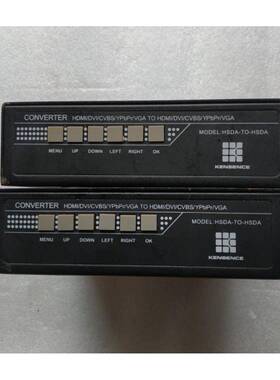 CONVERTER HDMI/DVI/CVBS/YPbPr/VGA TO HDMI/DVI/CVBS/YPbPr/VGA
MODEL:HSDA-TO-HSDA
MENU UP DOWN LEFT RIGHT OK
KENSENCE
CONVERTER HDMI/DVI/CVBS/YPbPr/VGA TO HDMI/DVI/CVBS/YPbPr/VGA
MODEL:HSDA-TO-HSDA
MENU UP DOWN LEFT RIGHT OK
KENSENCE